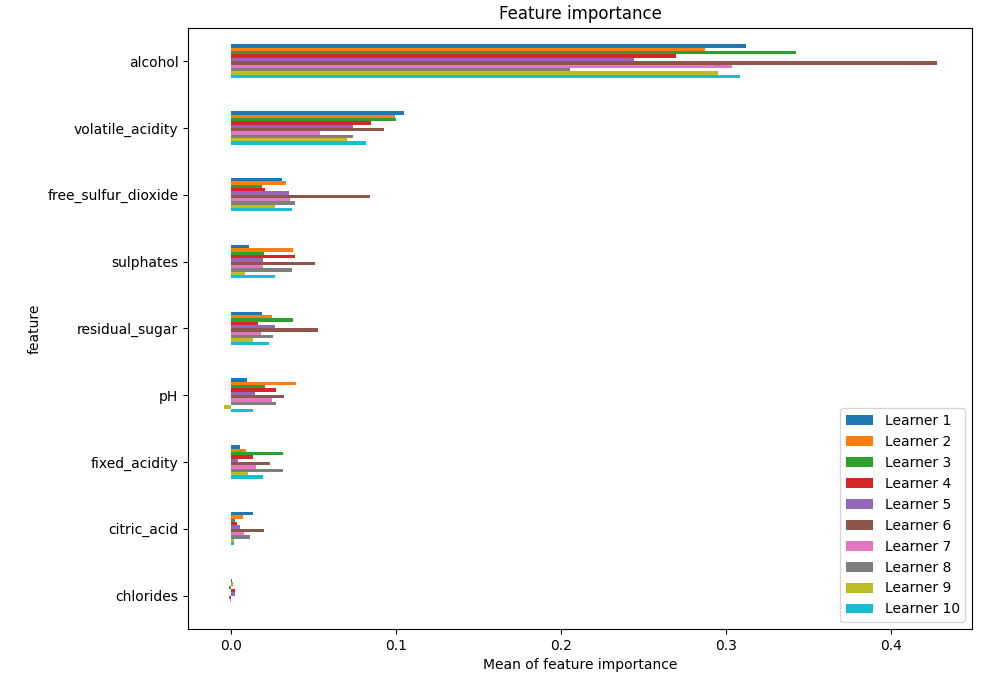 Feature importance
alcohol
volatile_acidity
free_sulfur_dioxide
sulphates
residual_sugar
pH
fixed_acidity
citric_acid
chlorides
feature
Learner 1
Learner 2
Learner 3
Learner 4
Learner 5
Learner 6
Learner 7
Learner 8
Learner 9
Learner 10
0.0 0.1 0.2 0.3 0.4
Mean of feature importance